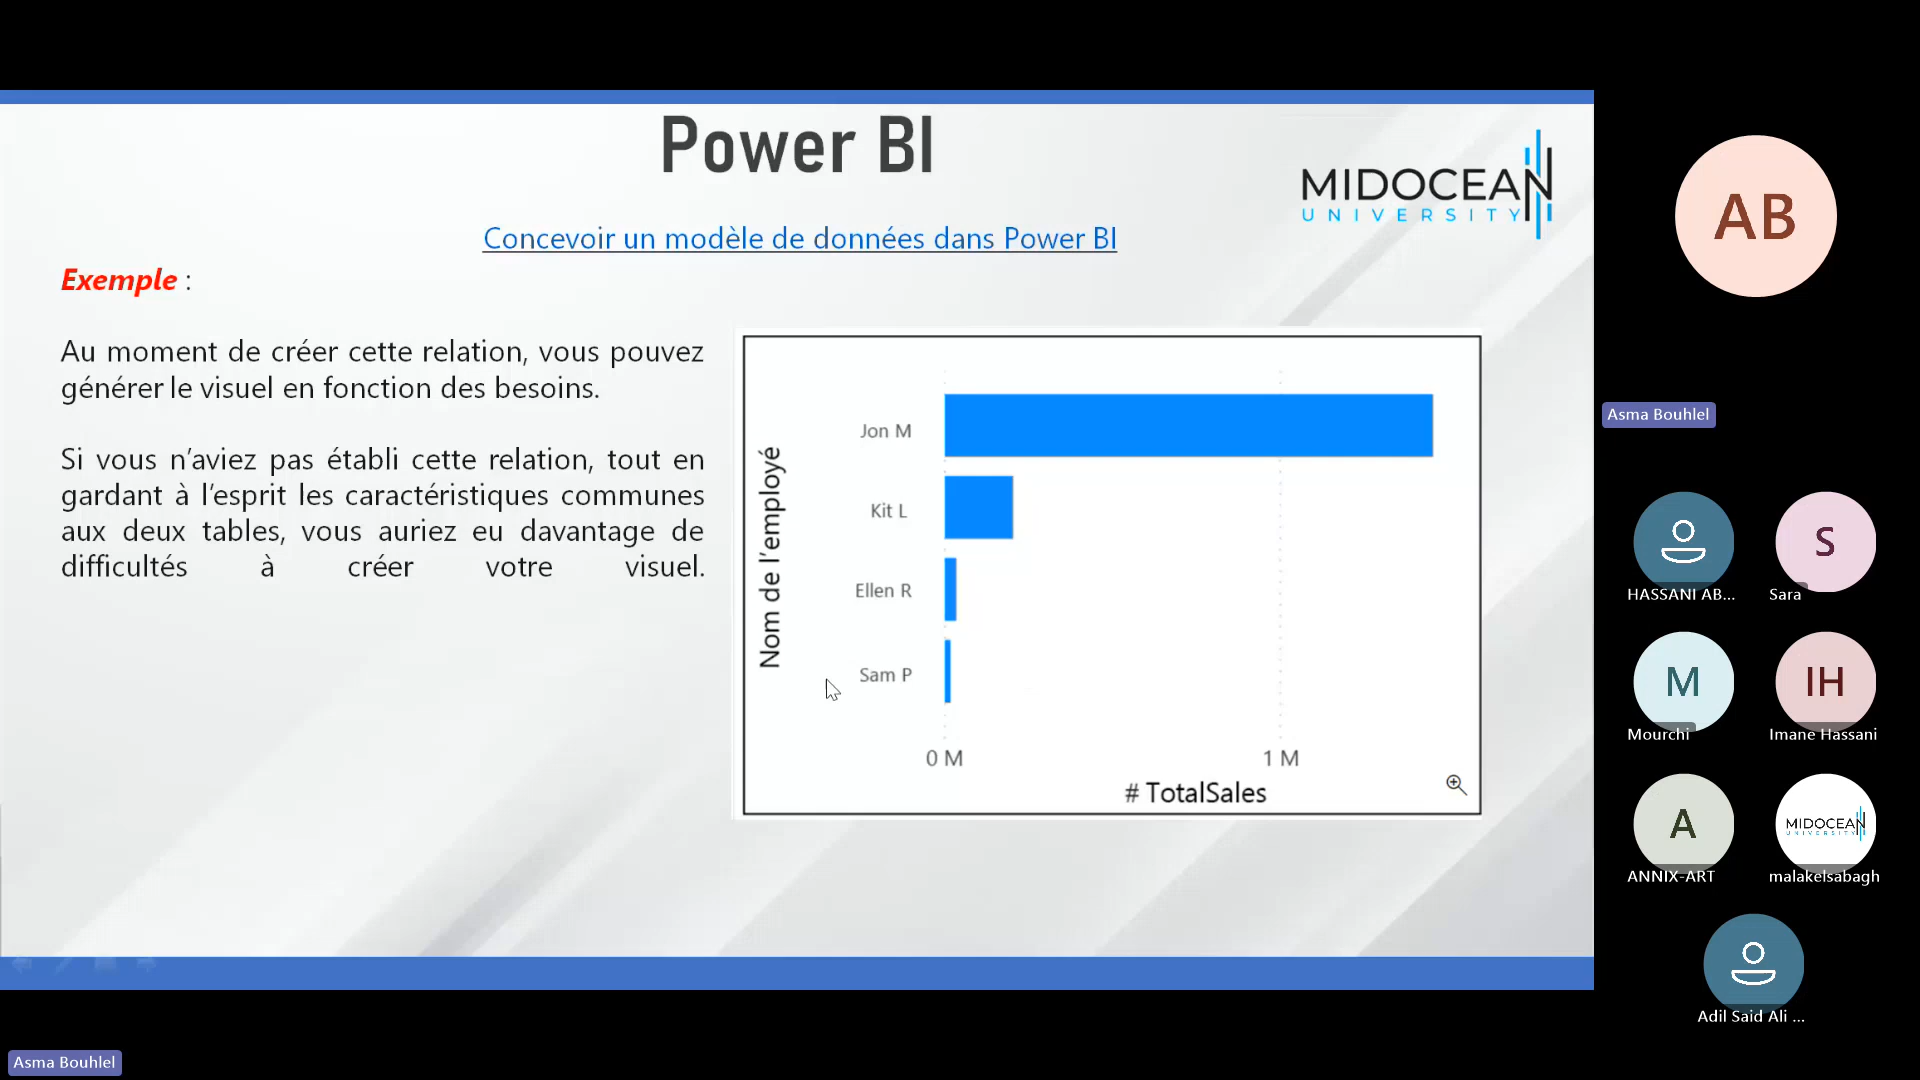 Power BI
MIDOCEAN
UNIVERSITY
Concevoir un modèle de données dans Power BI
Exemple :
Au moment de créer cette relation, vous pouvez
générer le visuel en fonction des besoins.
Si vous n’aviez pas établi cette relation, tout en
gardant à l’esprit les caractéristiques communes
aux deux tables, vous auriez eu davantage de
difficultés à créer votre visuel.
Nom de l’employé
Jon M
Kit L
Ellen R
Sam P
0 M
1 M
# TotalSales
AB
Asma Bouhlel
HASSANI AB...
S
Sara
M
Mourchi
IH
Imane Hassani
A
ANNIX-ART
MIDOCEAN
UNIVERSITY
malakelsabagh
Adil Said Ali ...
Asma Bouhlel